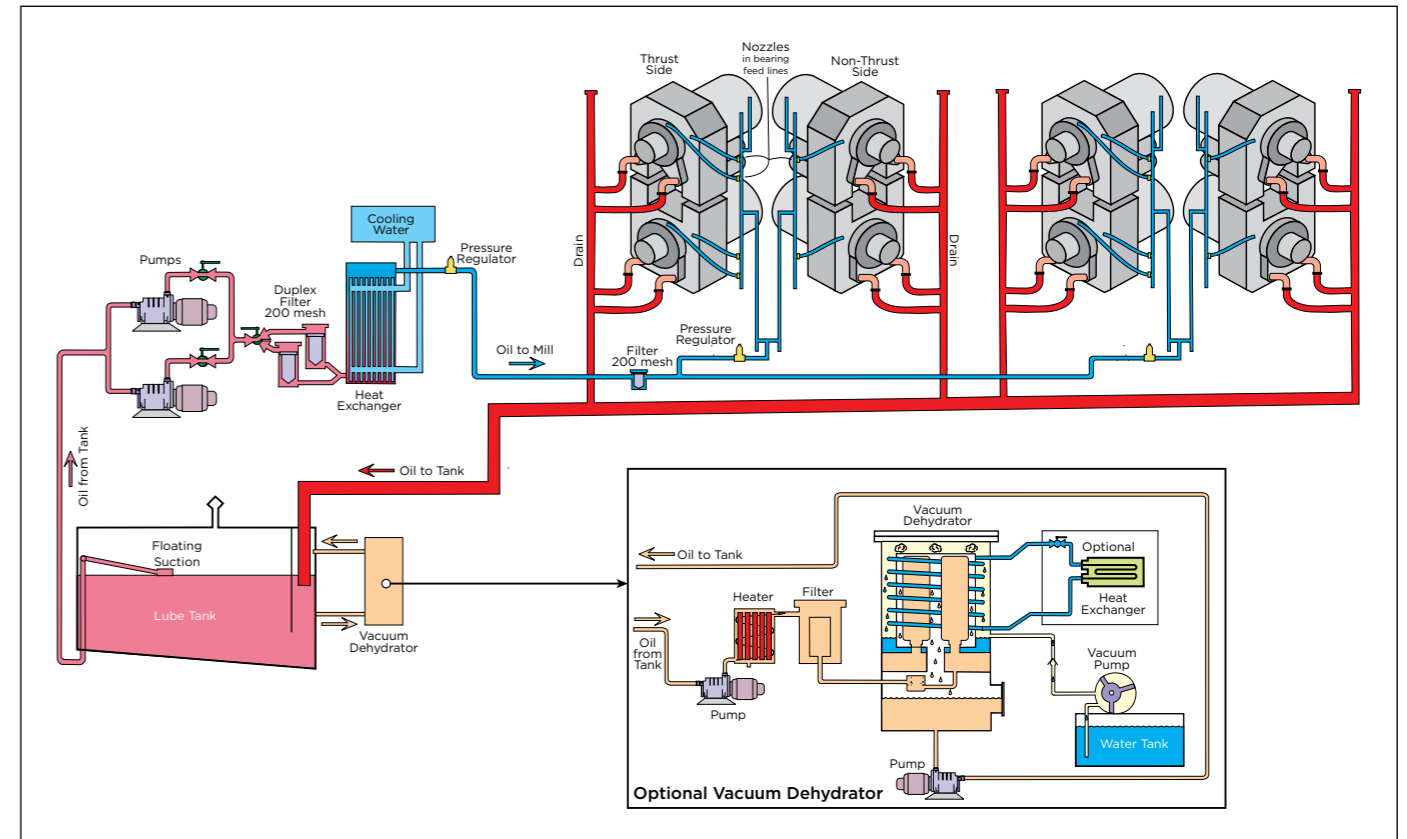 Thrust
Side
Nozzles
in bearing
feed lines
Non-Thrust
Side
Cooling
Water
Pressure
Regulator
Pumps
Duplex
Filter
200 mesh
Drain
Drain
Heat
Exchanger
Oil to Mill
Filter
200 mesh
Pressure
Regulator
Oil from Tank
Oil to Tank
Floating
Suction
Lube Tank
Vacuum
Dehydrator
Oil to Tank
Vacuum
Dehydrator
Optional
Heat
Exchanger
Heater
Filter
Oil
from
Tank
Pump
Vacuum
Pump
Water Tank
Pump
Optional Vacuum Dehydrator